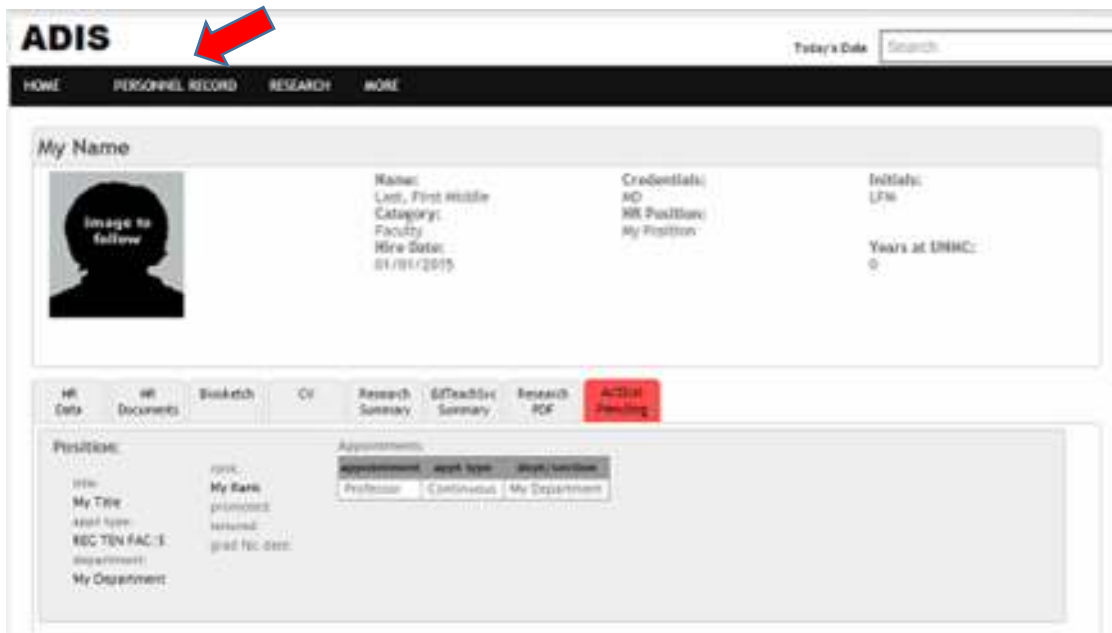 ADIS
Today's Date Search
HOME PERSONNEL RECORD RESEARCH MORE
My Name
Image to
follow
Name:
Last, First Middle
Category:
Faculty
Hire Date:
01/01/2015
Credentials:
MD
HR Position:
My Position
Initials:
LFM
Years at UNMC:
0
HR
Data
HR
Documents
Biosketch
CV
Research
Summary
Summary
Research
PDF
Action
Pending
Position:
title:
My Title
appt type:
REG TEN FAC:
department:
My Department
rank:
My Rank
promoted:
tenured:
Appointments
appointment appt type dept/section
Professor Continuous My Department